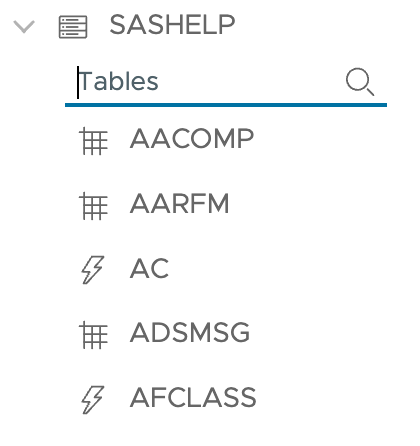 SASHELP
Tables
AACOMP
AARFM
AC
ADSMSG
AFCLASS